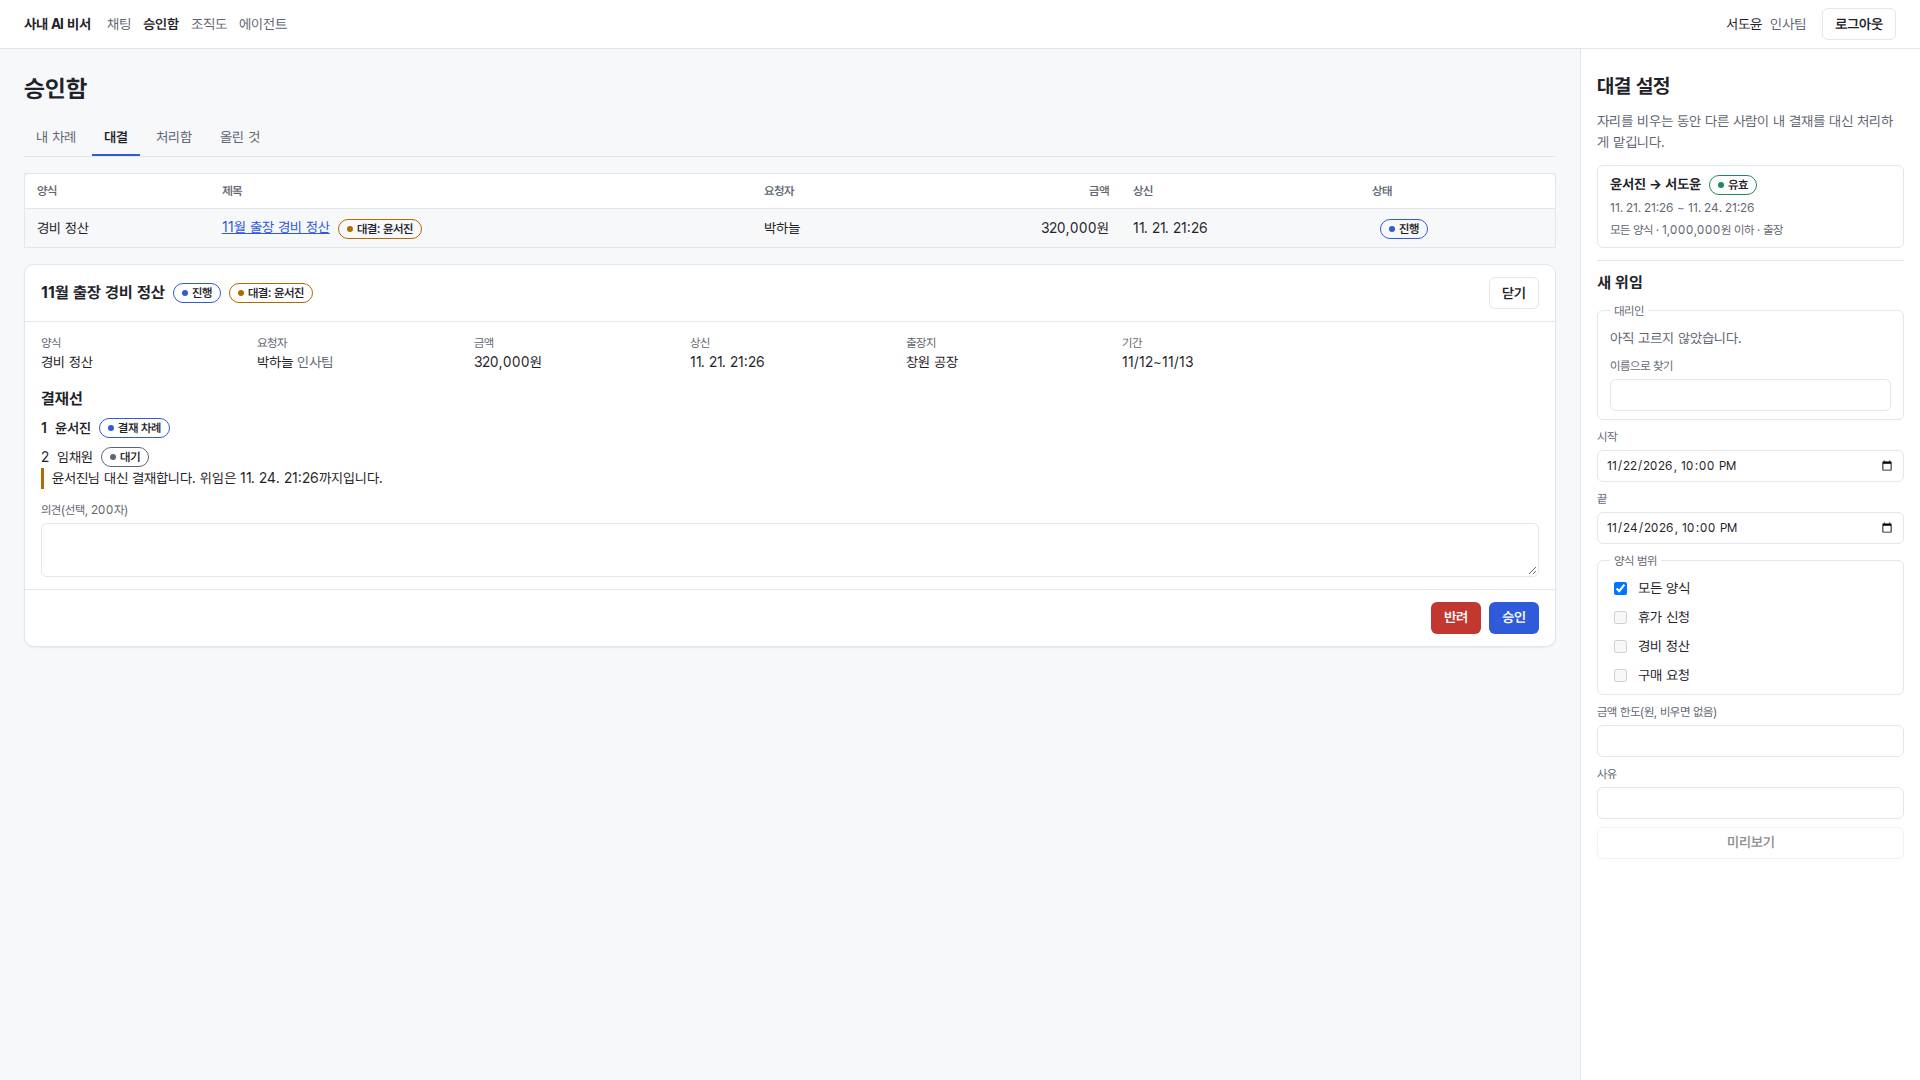 사내 AI 비서 채팅 승인함 조직도 에이전트 서도윤 인사팀 로그아웃
승인함
내 차례 대결 처리함 올린 것
양식 제목 요청자 금액 상신 상태
경비 정산 11월 출장 경비 정산 대결: 윤서진 박하늘 320,000원 11. 21. 21:26 진행
11월 출장 경비 정산 진행 대결: 윤서진 닫기
양식 요청자 금액 상신 출장지 기간
경비 정산 박하늘 인사팀 320,000원 11. 21. 21:26 창원 공장 11/12~11/13
결재선
1 윤서진 결재 차례
2 임채원 대기
윤서진님 대신 결재합니다. 위임은 11. 24. 21:26까지입니다.
의견(선택, 200자)
반려 승인
대결 설정
자리를 비우는 동안 다른 사람이 내 결재를 대신 처리하
게 맡깁니다.
윤서진 → 서도윤 유효
11. 21. 21:26 ~ 11. 24. 21:26
모든 양식 · 1,000,000원 이하 · 출장
새 위임
대리인
아직 고르지 않았습니다.
이름으로 찾기
시작
11/22/2026, 10:00 PM
끝
11/24/2026, 10:00 PM
양식 범위
모든 양식
휴가 신청
경비 정산
구매 요청
금액 한도(원, 비우면 없음)
사유
미리보기